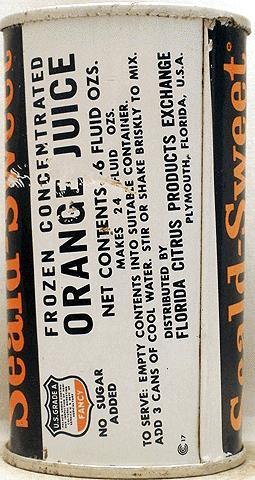 Seald-Sweet
FROZEN CONCENTRATED
ORANGE JUICE
NET CONTENTS 6 FLUID OZS.
MAKES 24 FLUID OZS.
U.S. GRADE A
FANCY
NO SUGAR
ADDED
TO SERVE: EMPTY CONTENTS INTO SUITABLE CONTAINER.
ADD 3 CANS OF COOL WATER. STIR OR SHAKE BRISKLY TO MIX.
DISTRIBUTED BY
FLORIDA CITRUS PRODUCTS EXCHANGE
PLYMOUTH, FLORIDA, U.S.A.
C 17
Seald-Sweet®